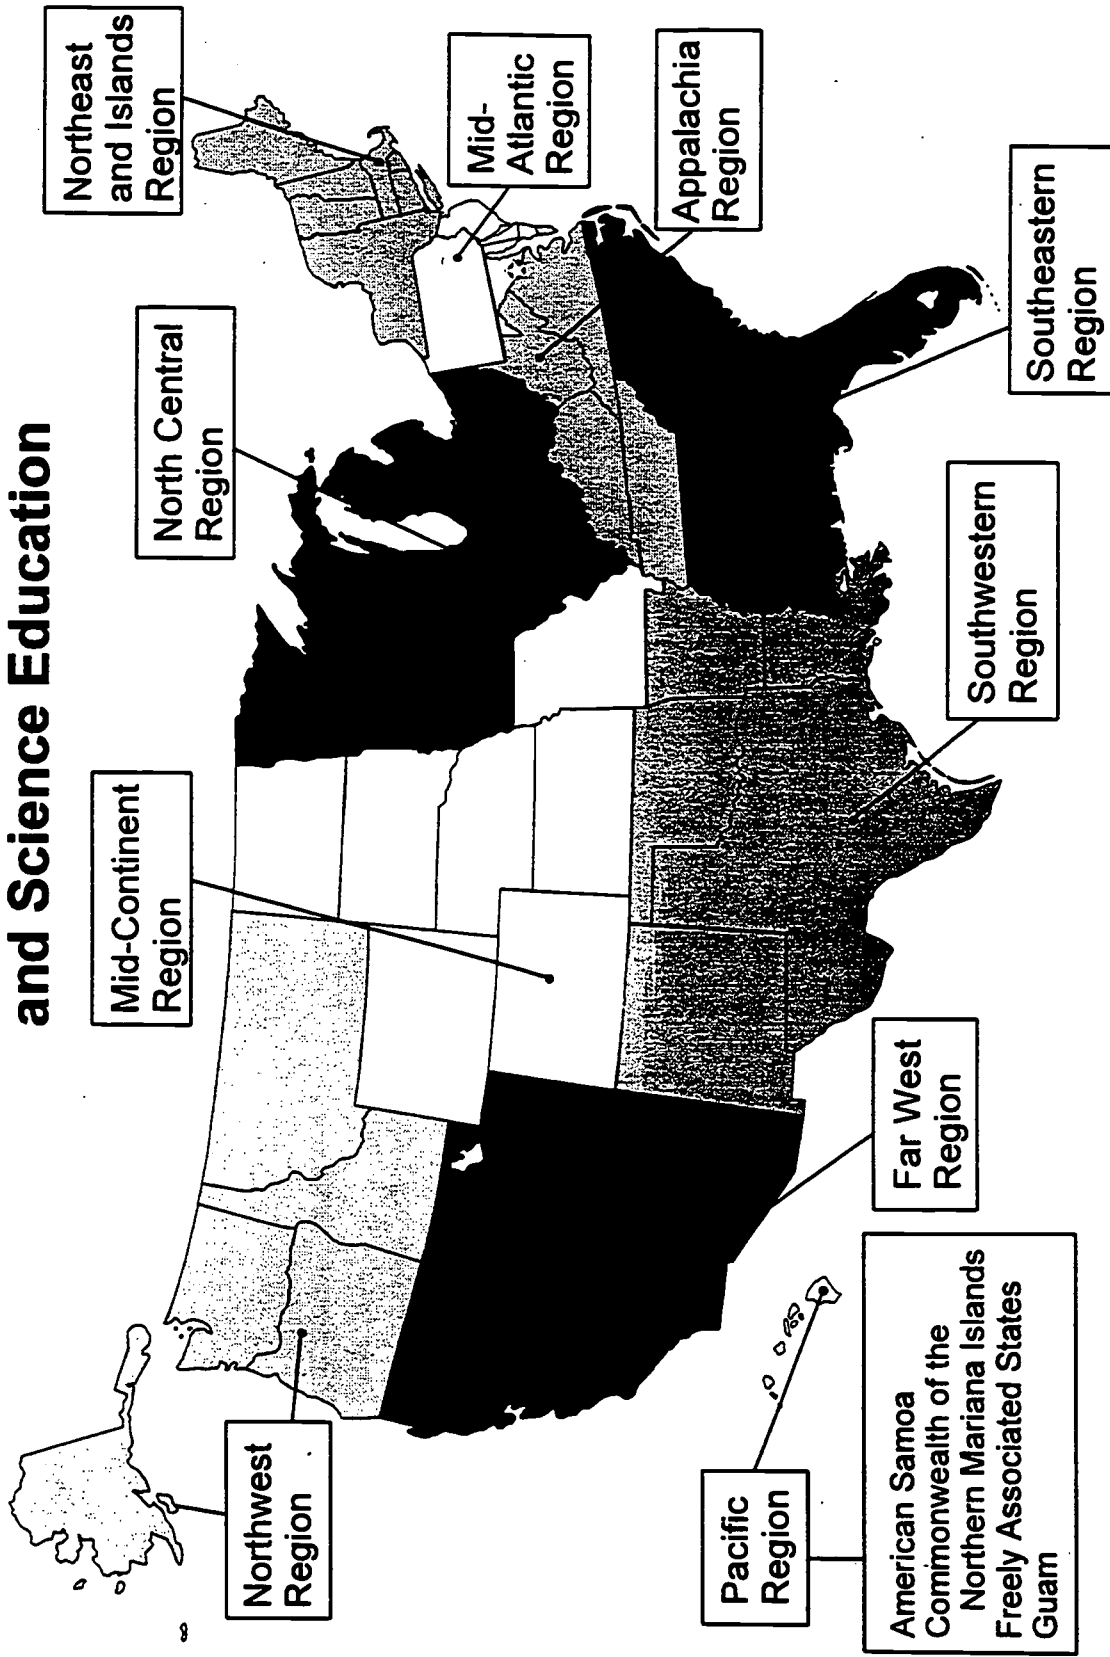 and Science Education
Northeast
and Islands
Region
North Central
Region
Mid-
Atlantic
Region
Mid-Continent
Region
Appalachia
Region
Northwest
Region
Southeastern
Region
Southwestern
Region
Far West
Region
Pacific
Region
American Samoa
Commonwealth of the
Northern Mariana Islands
Freely Associated States
Guam